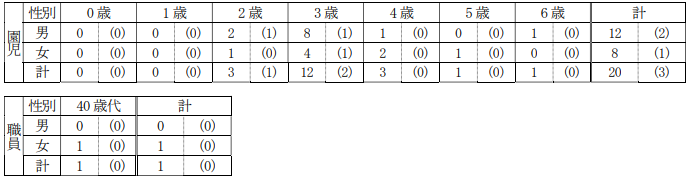 園児 性別 0歳 1歳 2歳 3歳 4歳 5歳 6歳 計
男 0 (0) 0 (0) 2 (1) 8 (1) 1 (0) 0 (0) 1 (0) 12 (2)
女 0 (0) 0 (0) 1 (0) 4 (1) 2 (0) 1 (0) 0 (0) 8 (1)
計 0 (0) 0 (0) 3 (1) 12 (2) 3 (0) 1 (0) 1 (0) 20 (3)
職員 性別 40歳代 計
男 0 (0) 0 (0)
女 1 (0) 1 (0)
計 1 (0) 1 (0)